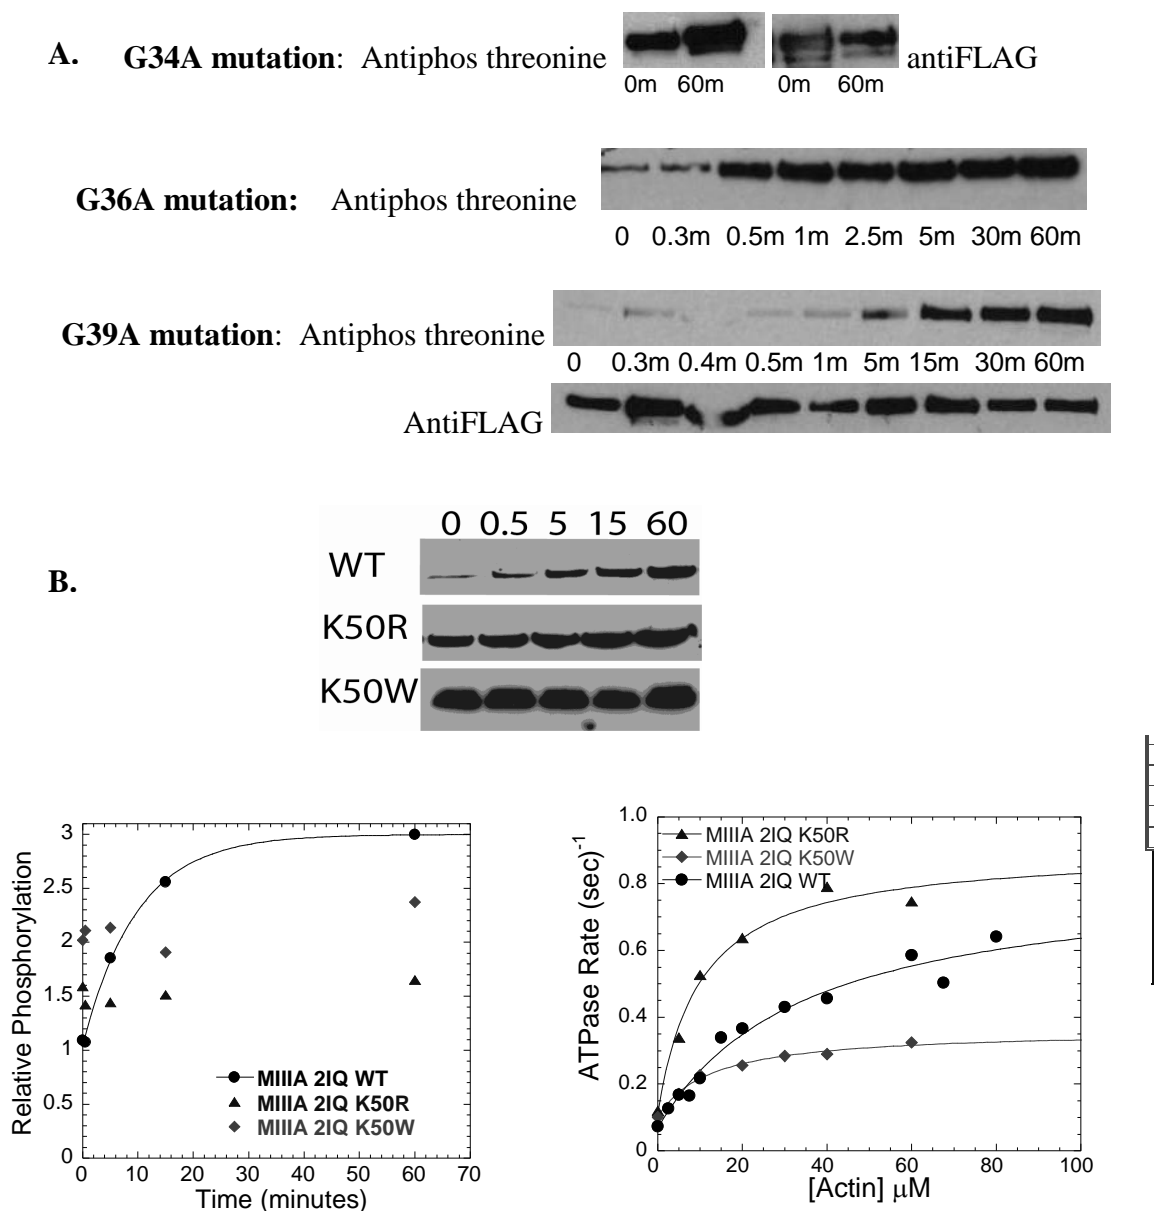 A. G34A mutation: Antiphos threonine antiFLAG
0m 60m 0m 60m
G36A mutation: Antiphos threonine
0 0.3m 0.5m 1m 2.5m 5m 30m 60m
G39A mutation: Antiphos threonine
0 0.3m 0.4m 0.5m 1m 5m 15m 30m 60m
AntiFLAG
B.
0 0.5 5 15 60
WT
K50R
K50W
Relative Phosphorylation
3
2.5
2
1.5
1
0.5
0
MIIIA 2IQ WT
MIIIA 2IQ K50R
MIIIA 2IQ K50W
0 10 20 30 40 50 60 70
Time (minutes)
ATPase Rate (sec)-1
1.0
0.8
0.6
0.4
0.2
0
MIIIA 2IQ K50R
MIIIA 2IQ K50W
MIIIA 2IQ WT
0 20 40 60 80 100
[Actin] μM